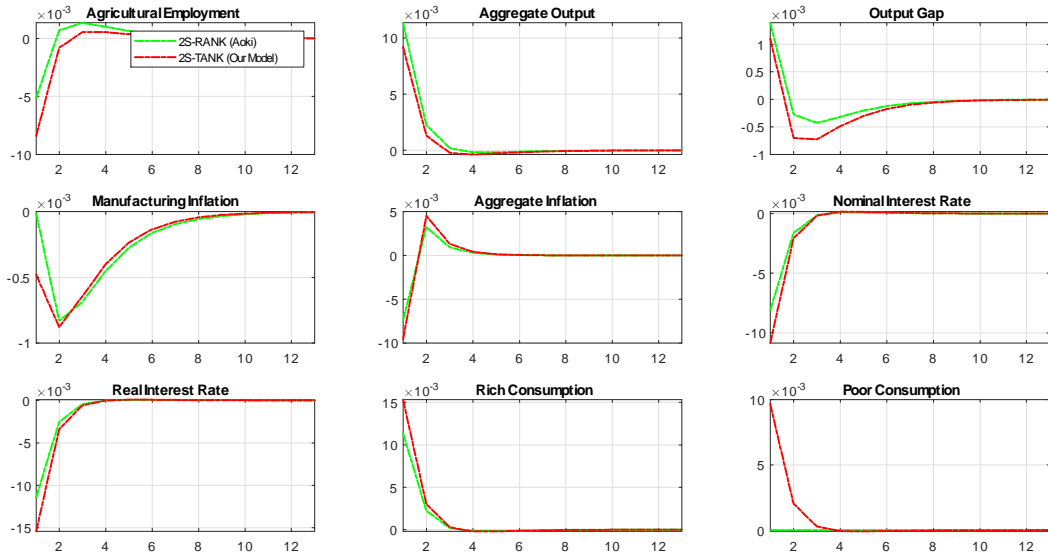 Agricultural Employment
×10^-3
0
-5
-10
2 4 6 8 10 12
2S-RANK (Aoki)
2S-TANK (Our Model)
Aggregate Output
×10^-3
10
5
0
2 4 6 8 10 12
Output Gap
×10^-3
1
0.5
0
-0.5
-1
2 4 6 8 10 12
Manufacturing Inflation
×10^-3
0
-0.5
-1
2 4 6 8 10 12
Aggregate Inflation
×10^-3
5
0
-5
-10
2 4 6 8 10 12
Nominal Interest Rate
×10^-3
0
-5
-10
2 4 6 8 10 12
Real Interest Rate
×10^-3
0
-5
-10
-15
2 4 6 8 10 12
Rich Consumption
×10^-3
15
10
5
0
2 4 6 8 10 12
Poor Consumption
×10^-3
10
5
0
2 4 6 8 10 12